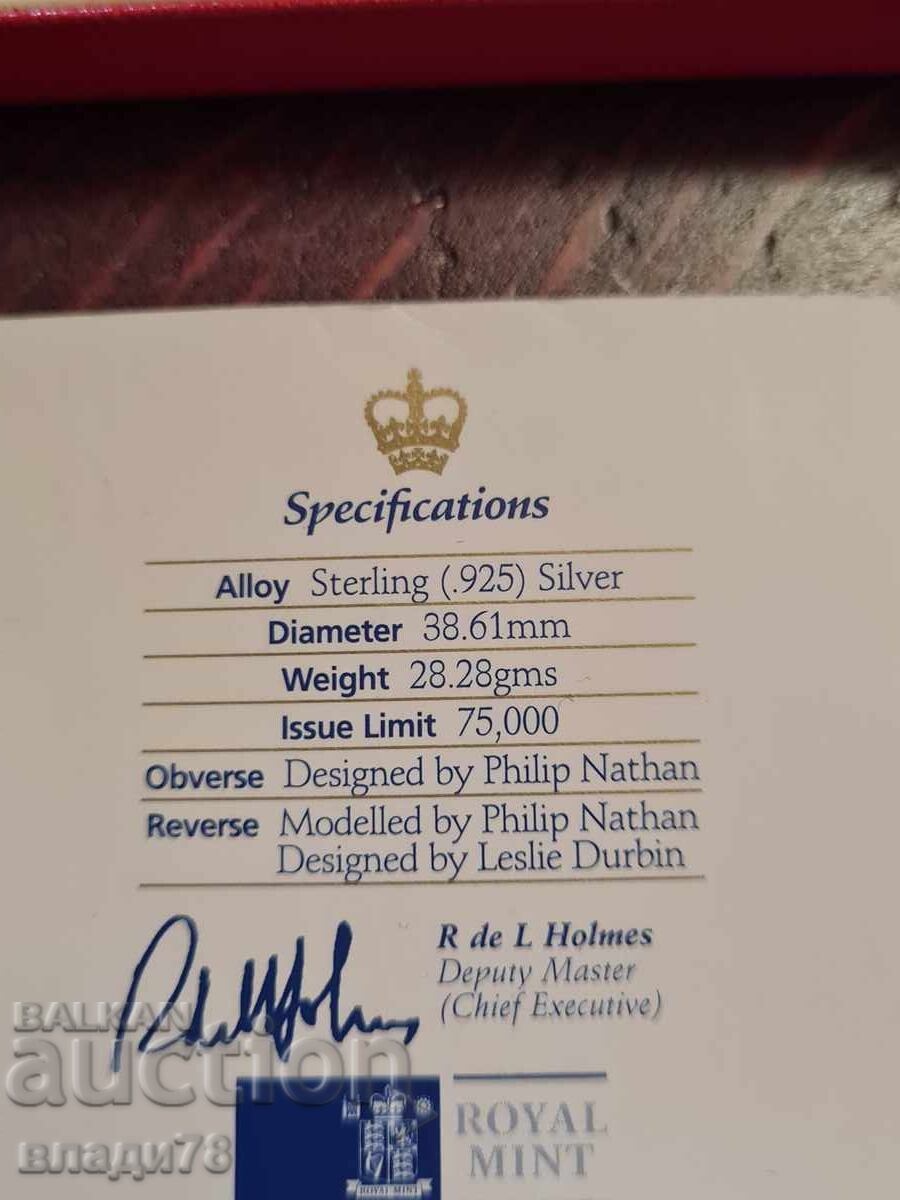 Specifications
Alloy Sterling (.925) Silver
Diameter 38.61mm
Weight 28.28gms
Issue Limit 75,000
Obverse Designed by Philip Nathan
Reverse Modelled by Philip Nathan
Designed by Leslie Durbin
R de L Holmes
Deputy Master
(Chief Executive)
BALKAN
auction
влади78
ROYAL
MINT
ROYAL MINT